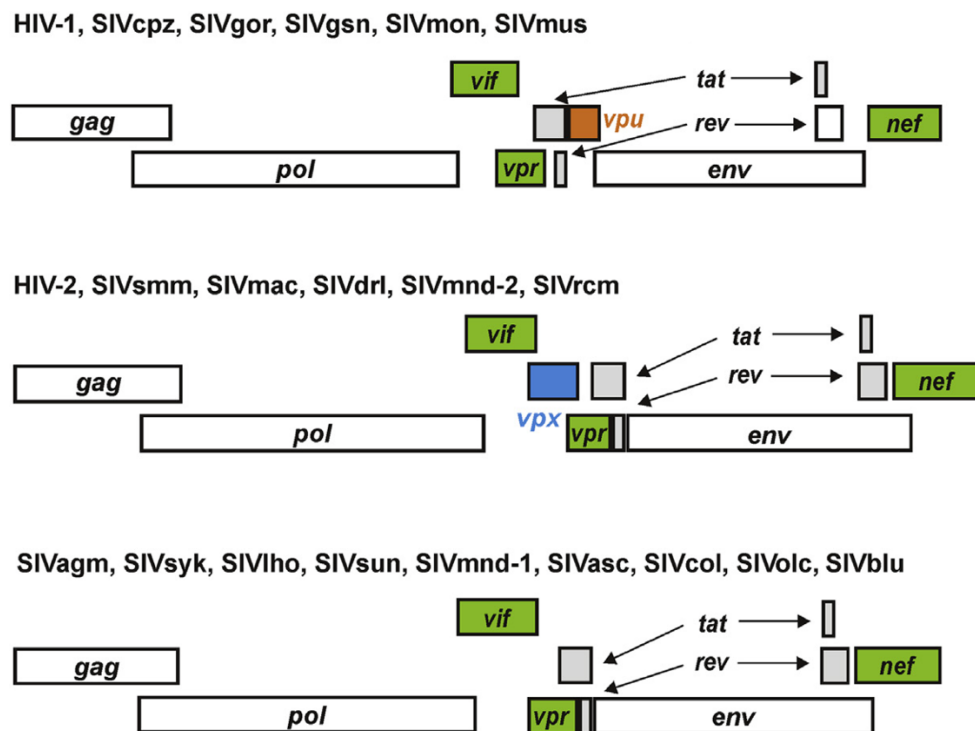 HIV-1, SIVcpz, SIVgor, SIVgsn, SIVmon, SIVmus
vif
tat
gag
vpu
rev
nef
pol
vpr
env
HIV-2, SIVsmm, SIVmac, SIVdrl, SIVmnd-2, SIVrcm
vif
tat
gag
rev
nef
vpx
pol
vpr
env
SIVagm, SIVsyk, SIVlho, SIVsun, SIVmnd-1, SIVasc, SIVcol, SIVolc, SIVblu
vif
tat
gag
rev
nef
pol
vpr
env